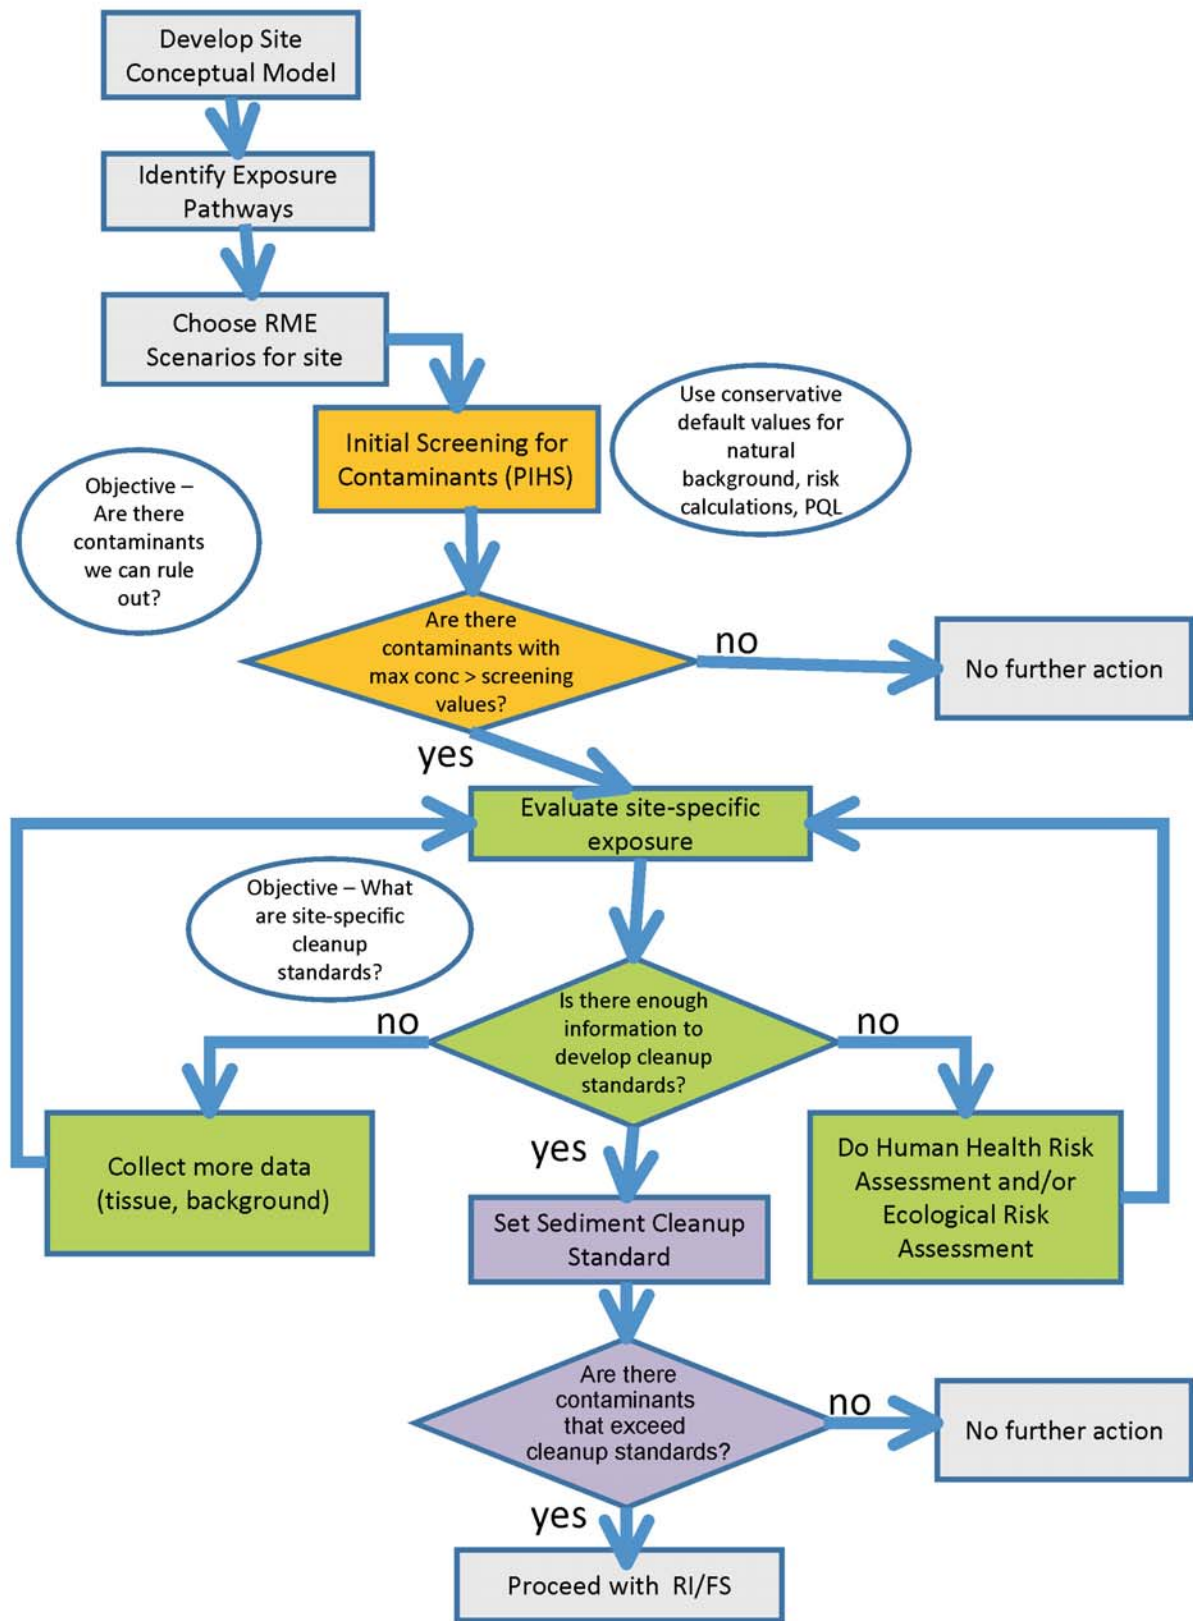 Develop Site
Conceptual Model
Identify Exposure
Pathways
Choose RME
Scenarios for site
Initial Screening for
Contaminants (PIHS)
Use conservative
default values for
natural
background, risk
calculations, PQL
Objective –
Are there
contaminants
we can rule
out?
Are there
contaminants with
max conc > screening
values?
no
No further action
yes
Evaluate site-specific
exposure
Objective – What
are site-specific
cleanup
standards?
Is there enough
information to
develop cleanup
standards?
no
no
Collect more data
(tissue, background)
Do Human Health Risk
Assessment and/or
Ecological Risk
Assessment
yes
Set Sediment Cleanup
Standard
Are there
contaminants
that exceed
cleanup standards?
no
No further action
yes
Proceed with RI/FS